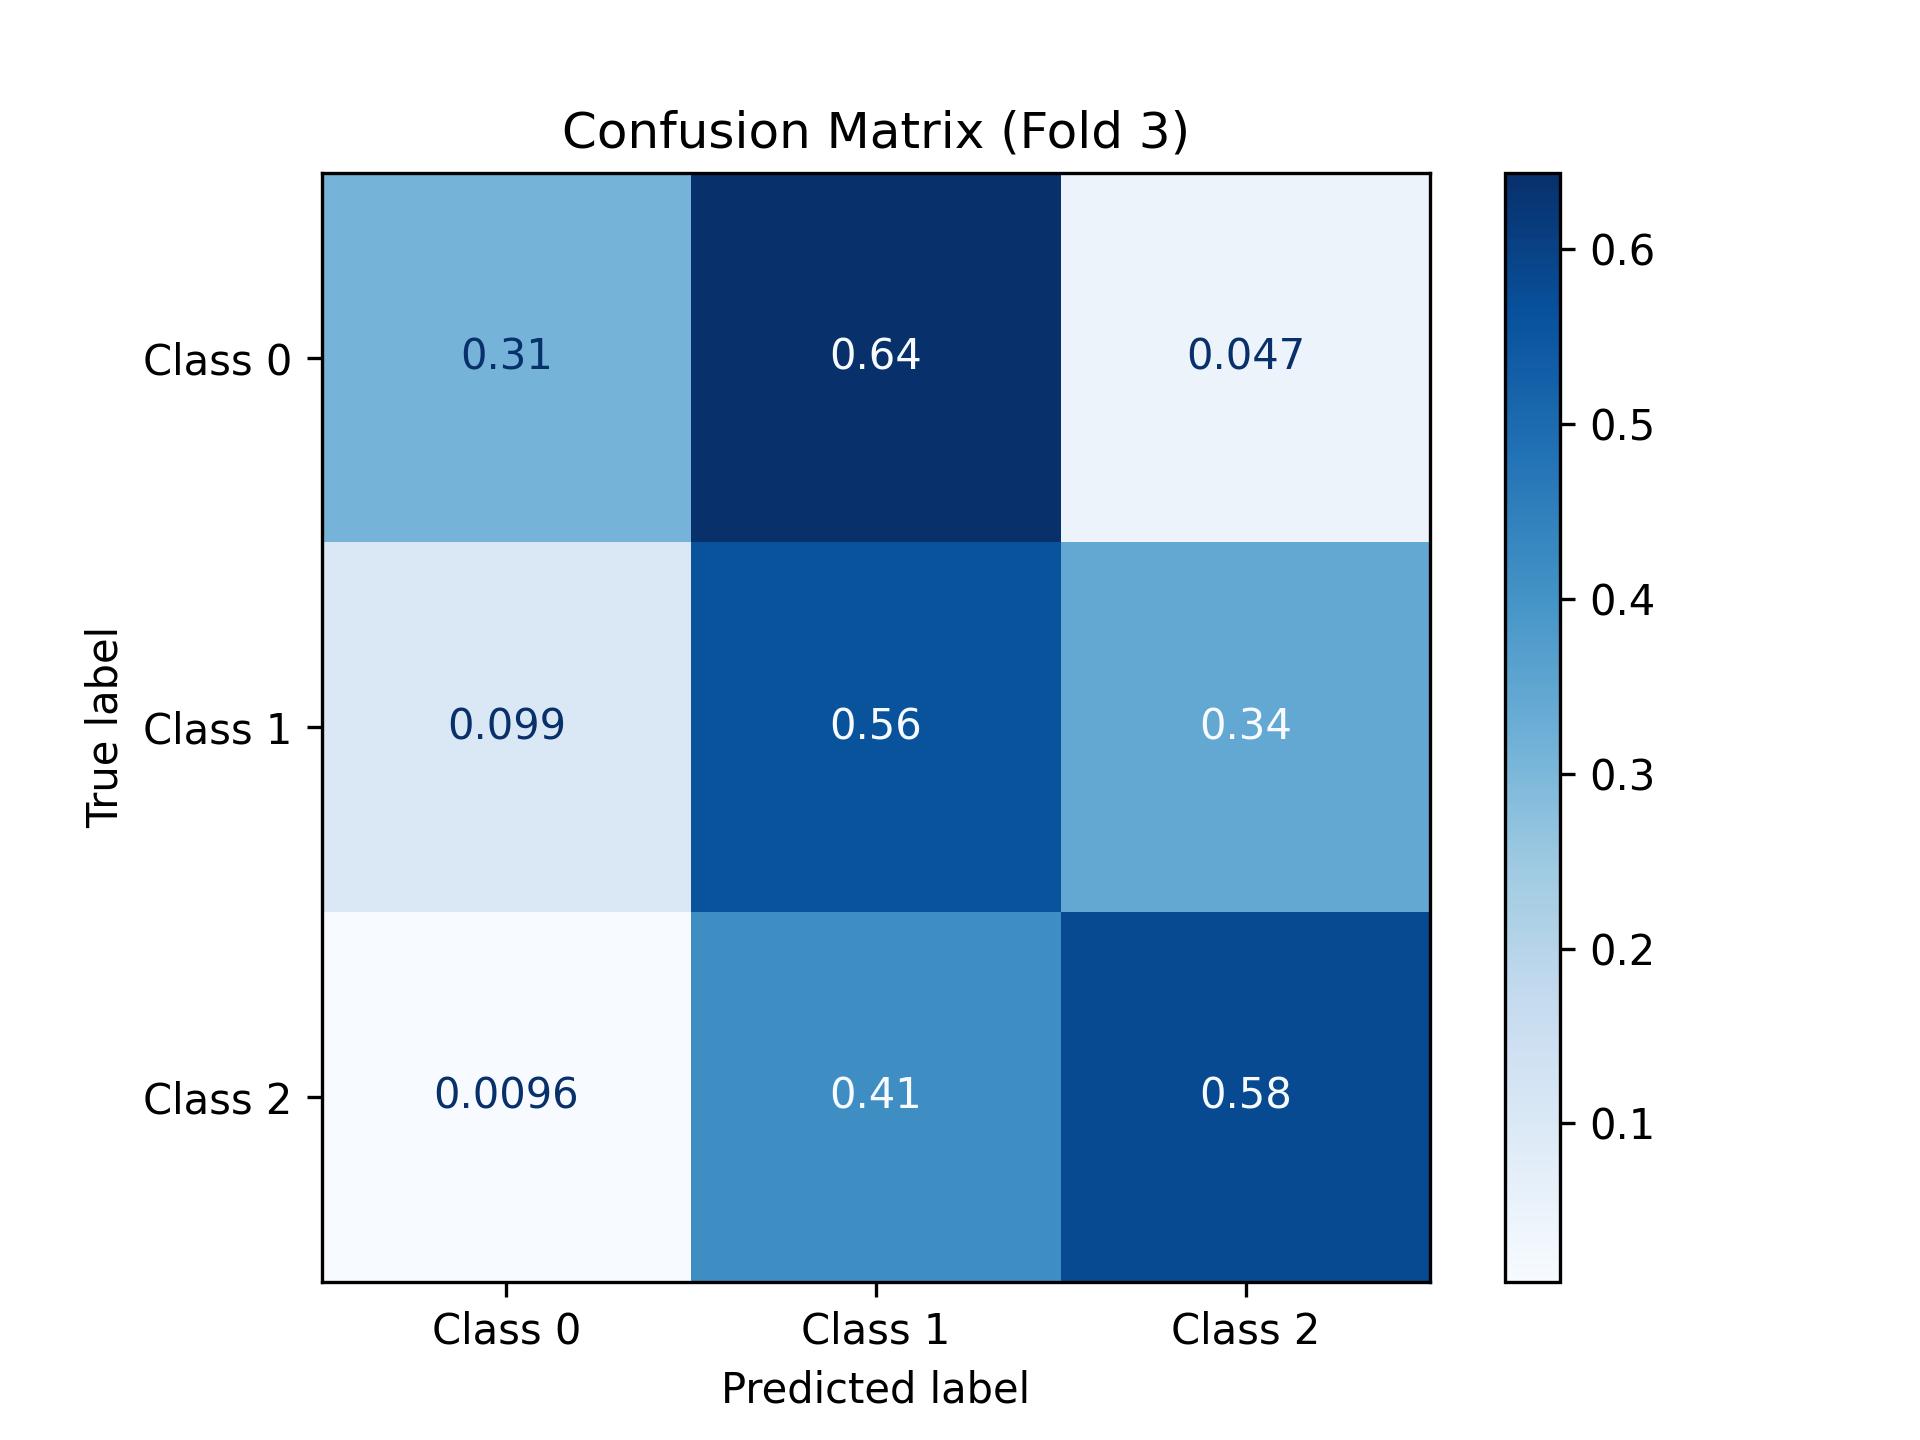 Confusion Matrix (Fold 3)
0.6
Class 0 0.31 0.64 0.047
0.5
0.4
True label
Class 1 0.099 0.56 0.34
0.3
0.2
Class 2 0.0096 0.41 0.58
0.1
Class 0 Class 1 Class 2
Predicted label